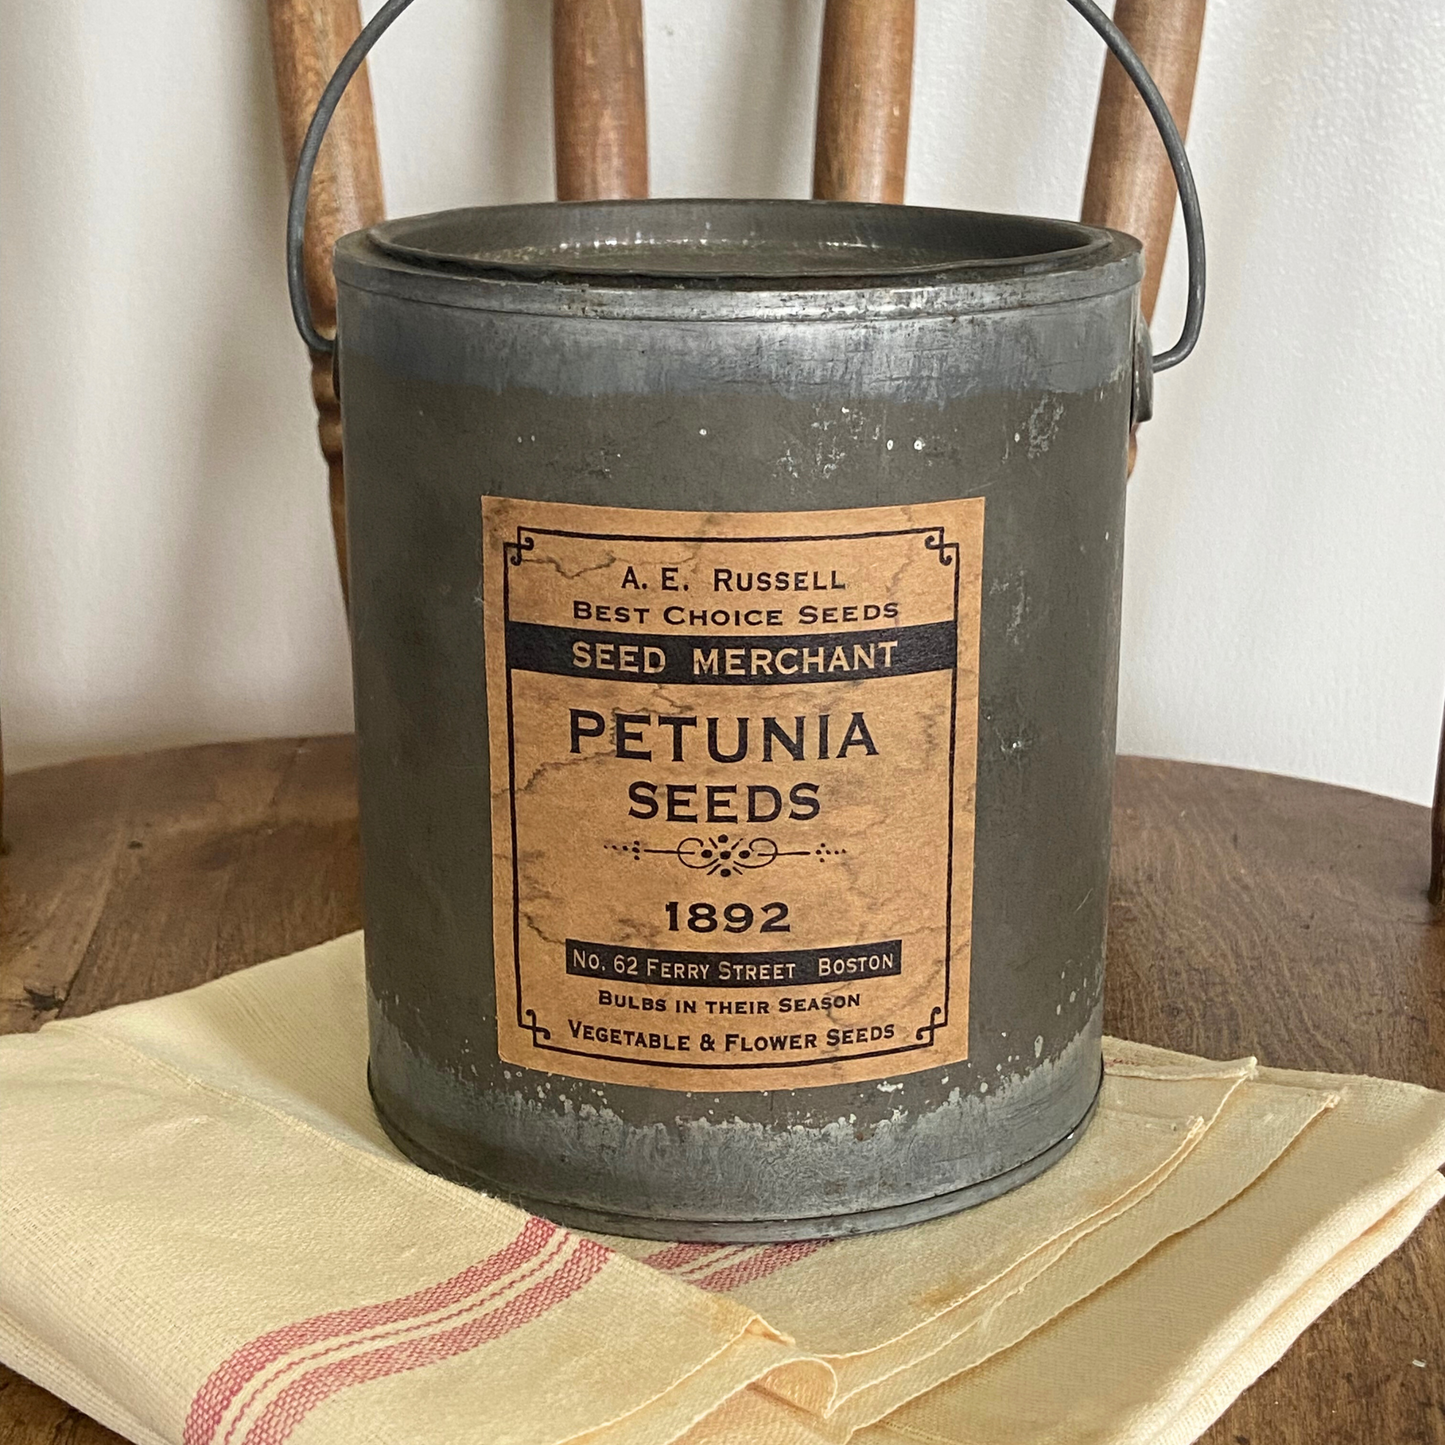 A. E. RUSSELL
BEST CHOICE SEEDS
SEED MERCHANT
PETUNIA
SEEDS
1892
NO. 62 FERRY STREET BOSTON
BULBS IN THEIR SEASON
VEGETABLE & FLOWER SEEDS